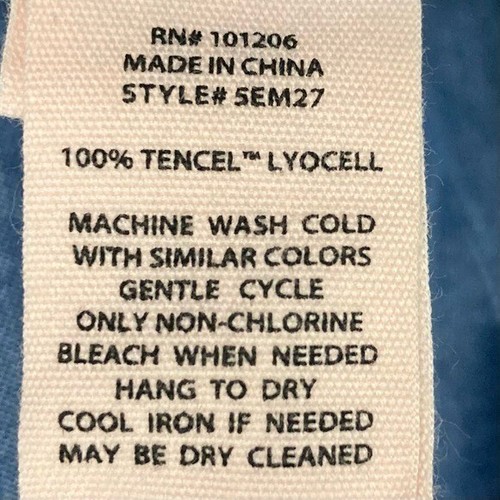 RN# 101206
MADE IN CHINA
STYLE# 5EM27
100% TENCEL™ LYOCELL
MACHINE WASH COLD
WITH SIMILAR COLORS
GENTLE CYCLE
ONLY NON-CHLORINE
BLEACH WHEN NEEDED
HANG TO DRY
COOL IRON IF NEEDED
MAY BE DRY CLEANED